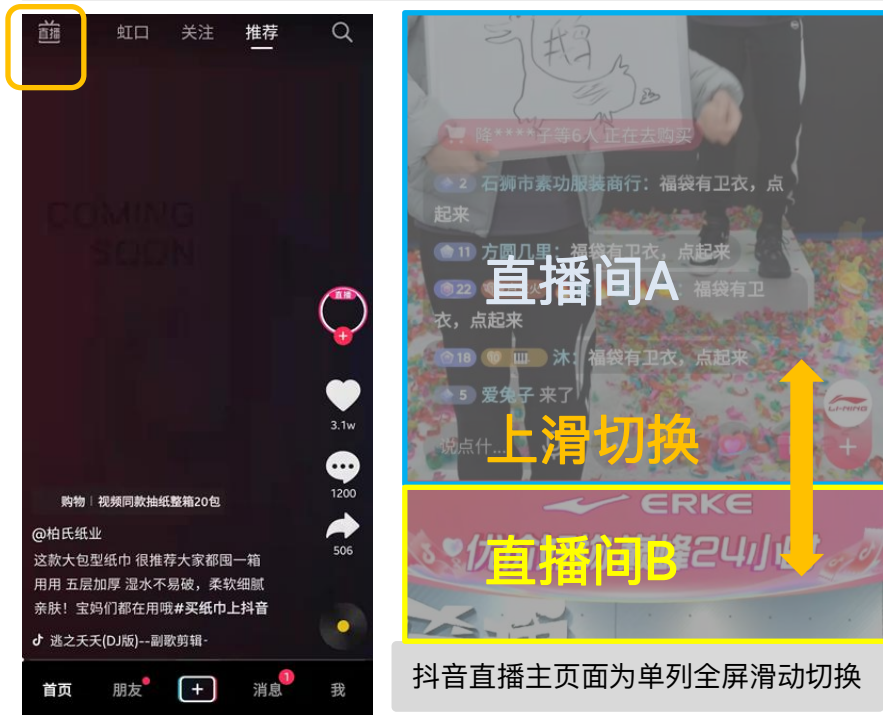 直播
虹口
关注
推荐
COMING
SOON
直播
3.1w
1200
506
购物 | 视频同款抽纸整箱20包
@柏氏纸业
这款大包型纸巾 很推荐大家都囤一箱
用用 五层加厚 湿水不易破，柔软细腻
亲肤！宝妈们都在用哦#买纸巾上抖音
逃之夭夭(DJ版)--副歌剪辑-
首页
朋友
消息
1
我
鹅
降****子等6人 正在去购买
2 石狮市素功服装商行：福袋有卫衣，点
起来
11 方圆几里：福袋有卫衣，点起来
直播间A
22 福袋有卫
衣，点起来
18 沐：福袋有卫衣，点起来
5 爱兔子 来了
LI-NING
说点什...
上滑切换
ERKE
直播间B
24小时
抖音直播主页面为单列全屏滑动切换